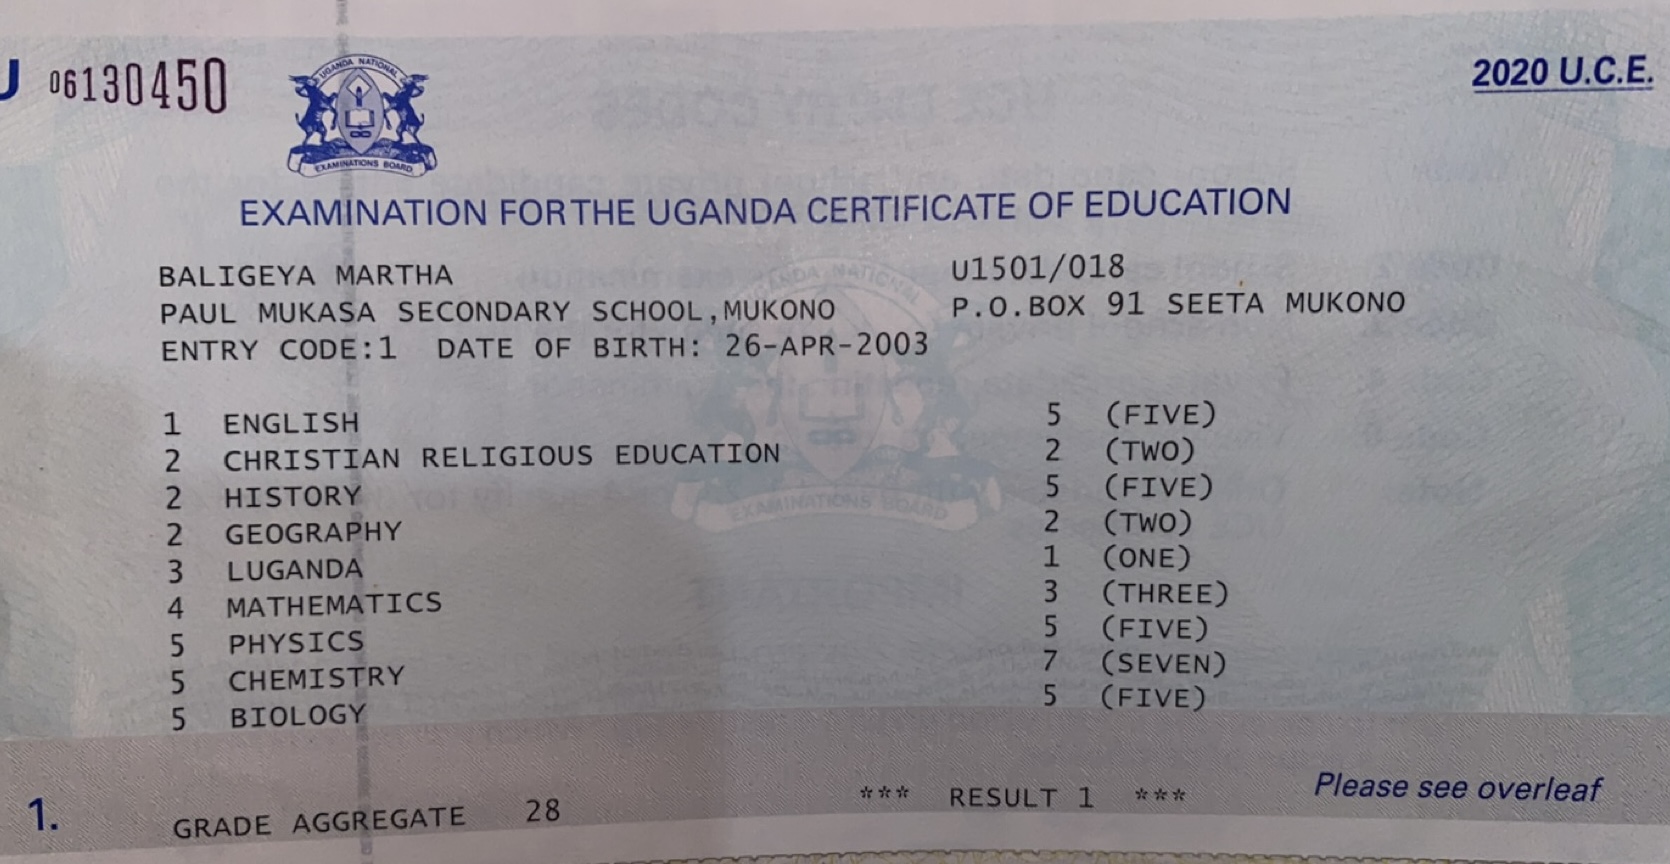 U 06130450
UGANDA NATIONAL
EXAMINATIONS BOARD
2020 U.C.E.
EXAMINATION FOR THE UGANDA CERTIFICATE OF EDUCATION
BALIGEYA MARTHA U1501/018
PAUL MUKASA SECONDARY SCHOOL,MUKONO P.O.BOX 91 SEETA MUKONO
ENTRY CODE:1 DATE OF BIRTH: 26-APR-2003
1 ENGLISH 5 (FIVE)
2 CHRISTIAN RELIGIOUS EDUCATION 2 (TWO)
2 HISTORY 5 (FIVE)
2 GEOGRAPHY 2 (TWO)
3 LUGANDA 1 (ONE)
4 MATHEMATICS 3 (THREE)
5 PHYSICS 5 (FIVE)
5 CHEMISTRY 7 (SEVEN)
5 BIOLOGY 5 (FIVE)
EXAMINATIONS BOARD
1. GRADE AGGREGATE 28 *** RESULT 1 *** Please see overleaf